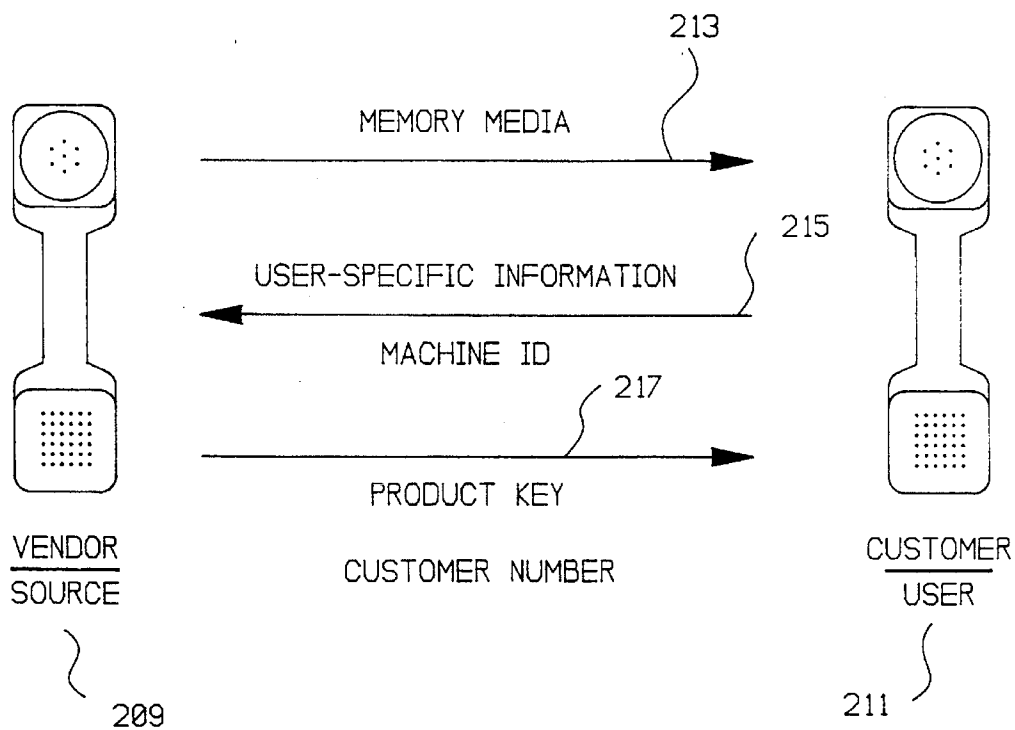 213
MEMORY MEDIA
215
USER-SPECIFIC INFORMATION
MACHINE ID
217
PRODUCT KEY
VENDOR
SOURCE
CUSTOMER NUMBER
CUSTOMER
USER
209
211